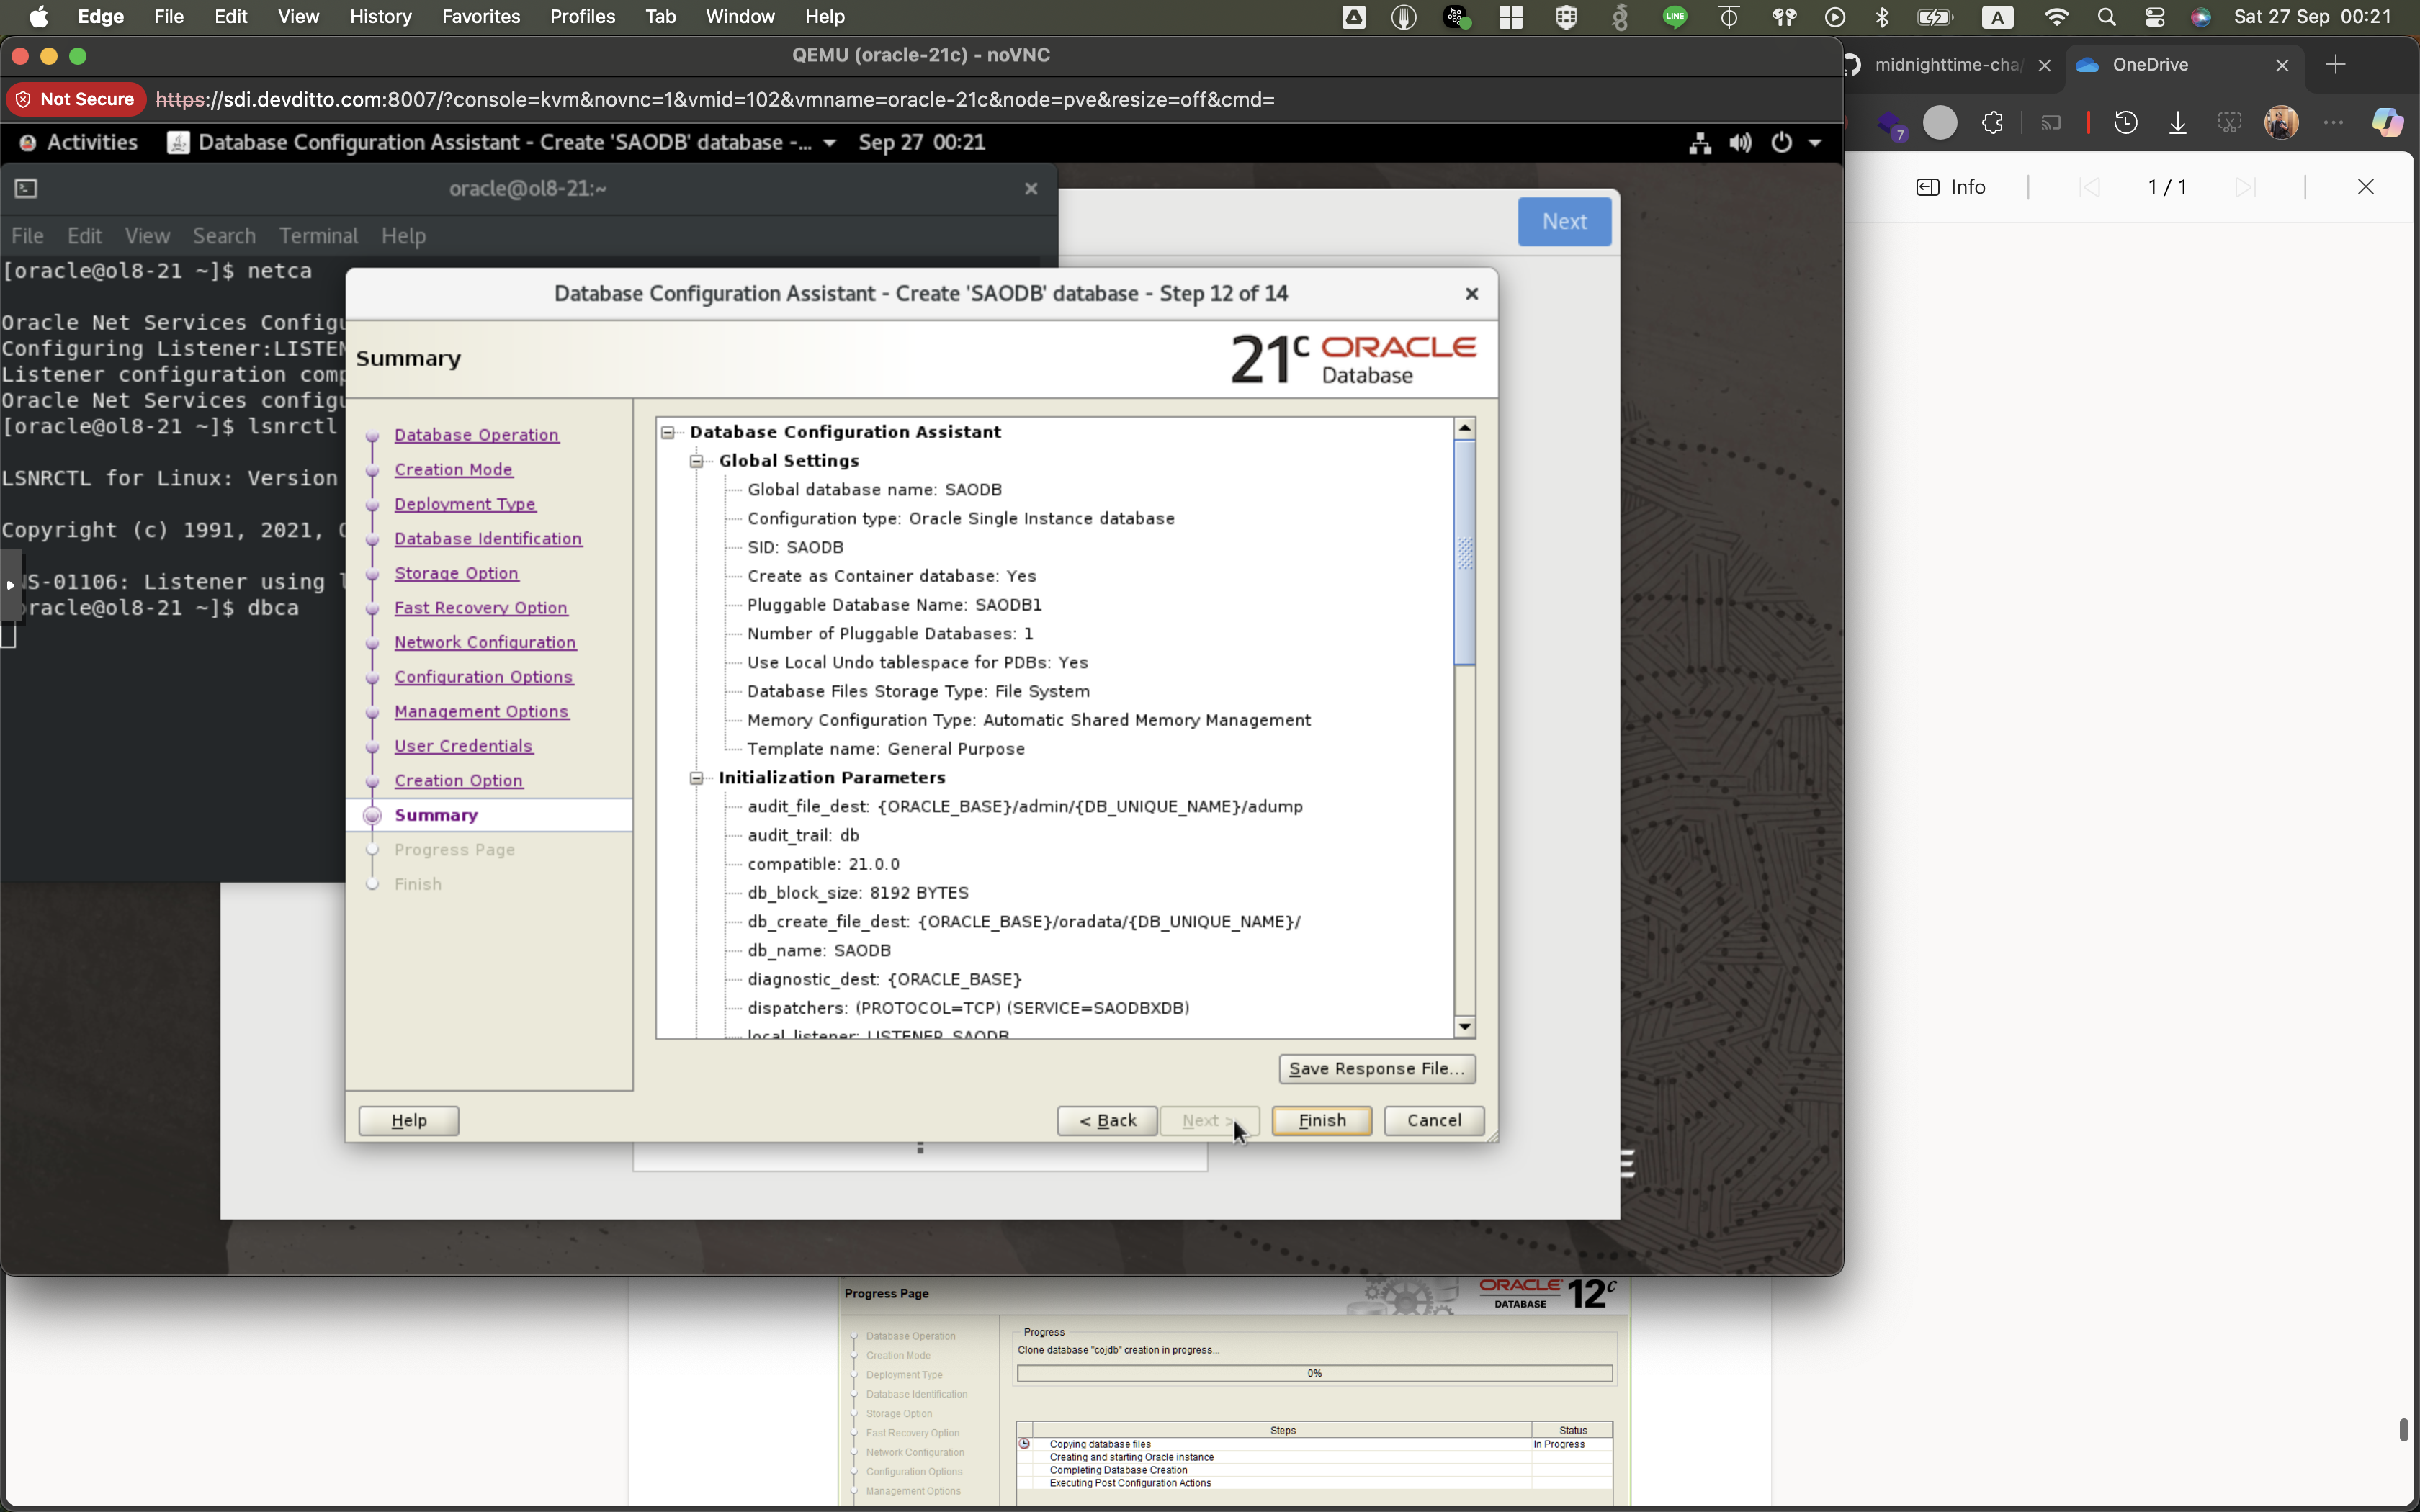 Edge File Edit View History Favorites Profiles Tab Window Help
A
LINE
Sat 27 Sep 00:21
QEMU (oracle-21c) - noVNC
midnighttime-cha/
OneDrive
Not Secure
https://sdi.devditto.com:8007/?console=kvm&novnc=1&vmid=102&vmname=oracle-21c&node=pve&resize=off&cmd=
7
Activities
Database Configuration Assistant - Create 'SAODB' database -...
Sep 27 00:21
Info
1 / 1
oracle@ol8-21:~
File Edit View Search Terminal Help
Next
[oracle@ol8-21 ~]$ netca
Oracle Net Services Configu
Configuring Listener:LISTEN
Listener configuration comp
Oracle Net Services configu
[oracle@ol8-21 ~]$ lsnrctl
LSNRCTL for Linux: Version
Copyright (c) 1991, 2021,
NS-01106: Listener using l
oracle@ol8-21 ~]$ dbca
Database Configuration Assistant - Create 'SAODB' database - Step 12 of 14
Summary
21c ORACLE
Database
Database Operation
Creation Mode
Deployment Type
Database Identification
Storage Option
Fast Recovery Option
Network Configuration
Configuration Options
Management Options
User Credentials
Creation Option
Summary
Progress Page
Finish
Database Configuration Assistant
Global Settings
Global database name: SAODB
Configuration type: Oracle Single Instance database
SID: SAODB
Create as Container database: Yes
Pluggable Database Name: SAODB1
Number of Pluggable Databases: 1
Use Local Undo tablespace for PDBs: Yes
Database Files Storage Type: File System
Memory Configuration Type: Automatic Shared Memory Management
Template name: General Purpose
Initialization Parameters
audit_file_dest: {ORACLE_BASE}/admin/{DB_UNIQUE_NAME}/adump
audit_trail: db
compatible: 21.0.0
db_block_size: 8192 BYTES
db_create_file_dest: {ORACLE_BASE}/oradata/{DB_UNIQUE_NAME}/
db_name: SAODB
diagnostic_dest: {ORACLE_BASE}
dispatchers: (PROTOCOL=TCP) (SERVICE=SAODBXDB)
local_listener: LISTENER_SAODB
Save Response File...
Help
< Back
Next >
Finish
Cancel
Progress Page
ORACLE
DATABASE 12c
Database Operation
Creation Mode
Deployment Type
Database Identification
Storage Option
Fast Recovery Option
Network Configuration
Configuration Options
Management Options
Progress
Clone database "cojdb" creation in progress...
0%
Steps Status
Copying database files In Progress
Creating and starting Oracle instance
Completing Database Creation
Executing Post Configuration Actions